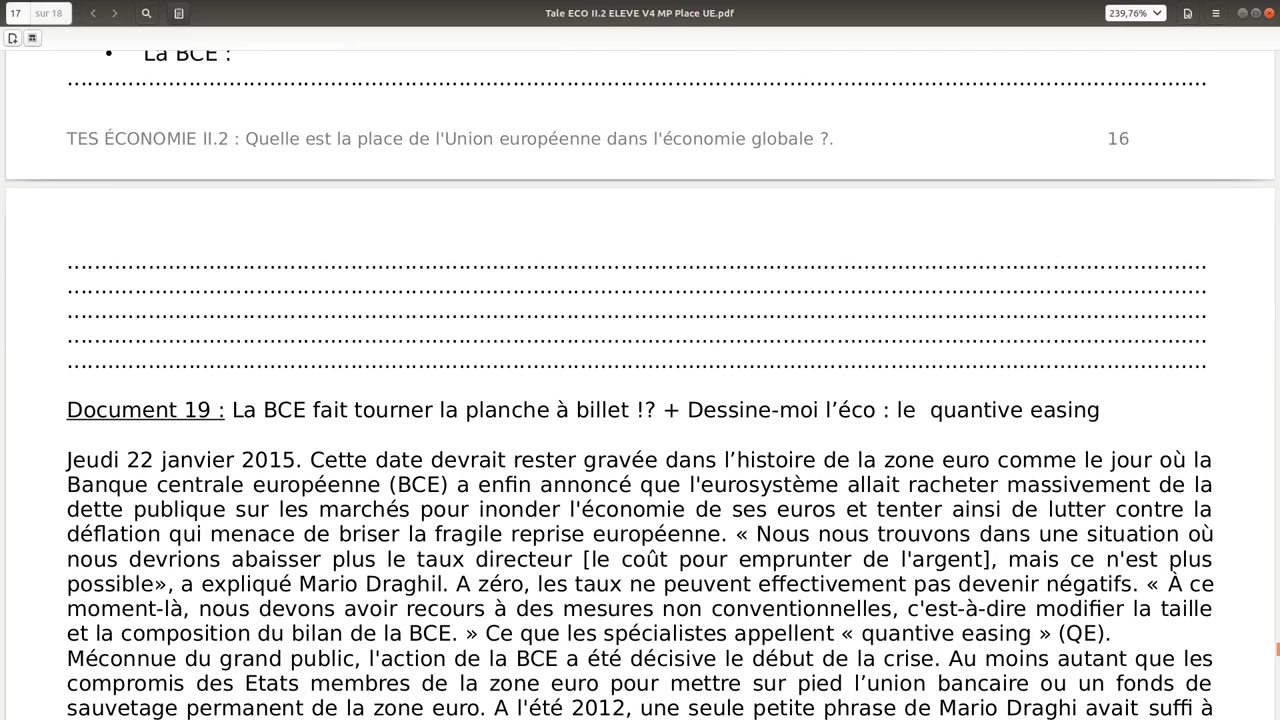 17 sur 18
Tale ECO II.2 ELEVE V4 MP Place UE.pdf
239,76%
• La BCE :
........................................................................................................................................................................
TES ÉCONOMIE II.2 : Quelle est la place de l'Union européenne dans l'économie globale ?.
16
........................................................................................................................................................................
........................................................................................................................................................................
........................................................................................................................................................................
........................................................................................................................................................................
........................................................................................................................................................................
Document 19 : La BCE fait tourner la planche à billet !? + Dessine-moi l’éco : le  quantive easing
Jeudi 22 janvier 2015. Cette date devrait rester gravée dans l’histoire de la zone euro comme le jour où la
Banque centrale européenne (BCE) a enfin annoncé que l'eurosystème allait racheter massivement de la
dette publique sur les marchés pour inonder l'économie de ses euros et tenter ainsi de lutter contre la
déflation qui menace de briser la fragile reprise européenne. « Nous nous trouvons dans une situation où
nous devrions abaisser plus le taux directeur [le coût pour emprunter de l'argent], mais ce n'est plus
possible», a expliqué Mario Draghil. A zéro, les taux ne peuvent effectivement pas devenir négatifs. « À ce
moment-là, nous devons avoir recours à des mesures non conventionnelles, c'est-à-dire modifier la taille
et la composition du bilan de la BCE. » Ce que les spécialistes appellent « quantive easing » (QE).
Méconnue du grand public, l'action de la BCE a été décisive le début de la crise. Au moins autant que les
compromis des Etats membres de la zone euro pour mettre sur pied l’union bancaire ou un fonds de
sauvetage permanent de la zone euro. A l'été 2012, une seule petite phrase de Mario Draghi avait suffi à